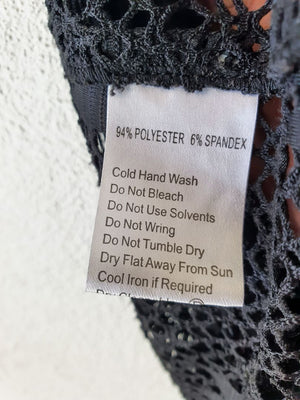 94% POLYESTER 6% SPANDEX
Cold Hand Wash
Do Not Bleach
Do Not Use Solvents
Do Not Wring
Do Not Tumble Dry
Dry Flat Away From Sun
Cool Iron if Required